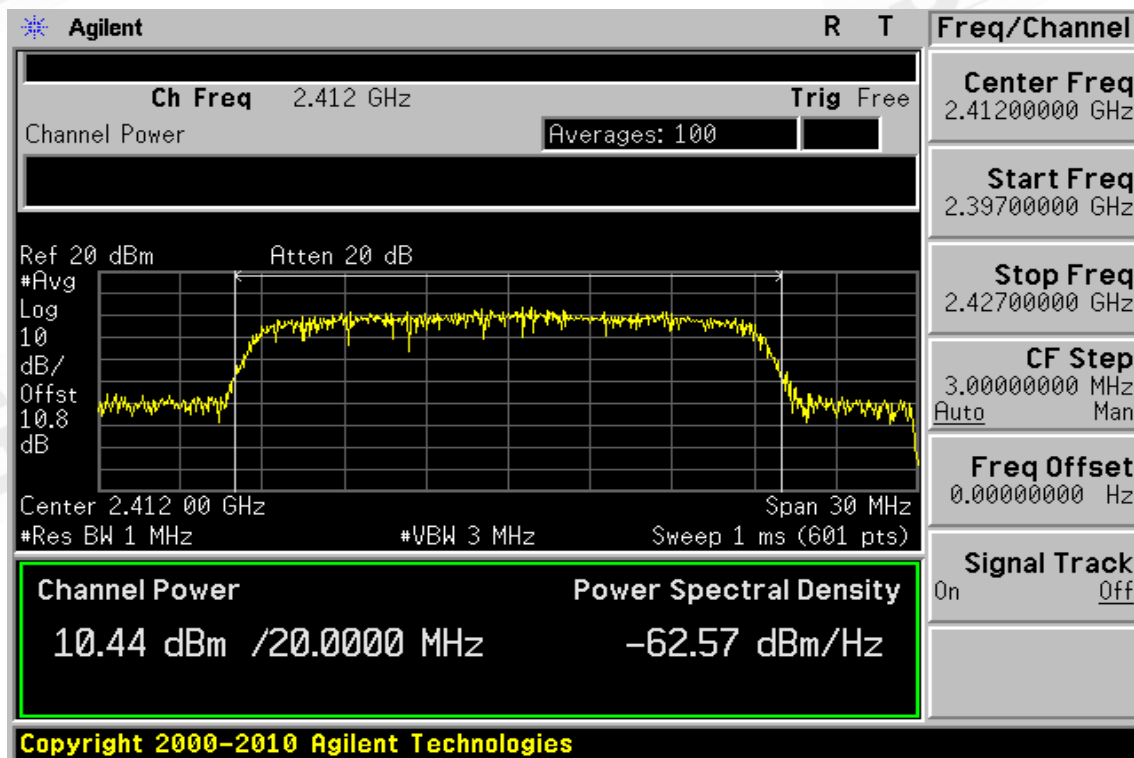 Agilent R T
Ch Freq 2.412 GHz Trig Free
Channel Power Averages: 100
Ref 20 dBm Atten 20 dB
#Avg
Log
10
dB/
Offst
10.8
dB
Center 2.412 00 GHz Span 30 MHz
#Res BW 1 MHz #VBW 3 MHz Sweep 1 ms (601 pts)
Channel Power Power Spectral Density
10.44 dBm /20.0000 MHz -62.57 dBm/Hz
Copyright 2000-2010 Agilent Technologies
Freq/Channel
Center Freq
2.41200000 GHz
Start Freq
2.39700000 GHz
Stop Freq
2.42700000 GHz
CF Step
3.00000000 MHz
Auto Man
Freq Offset
0.00000000 Hz
Signal Track
On Off